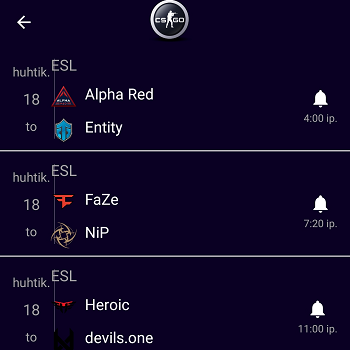 CS GO
huhtik.
ESL
18
ALPHA
Alpha Red
to
Entity
4:00 ip.
huhtik.
ESL
18
FaZe
to
NiP
7:20 ip.
huhtik.
ESL
18
Heroic
to
devils.one
11:00 ip.